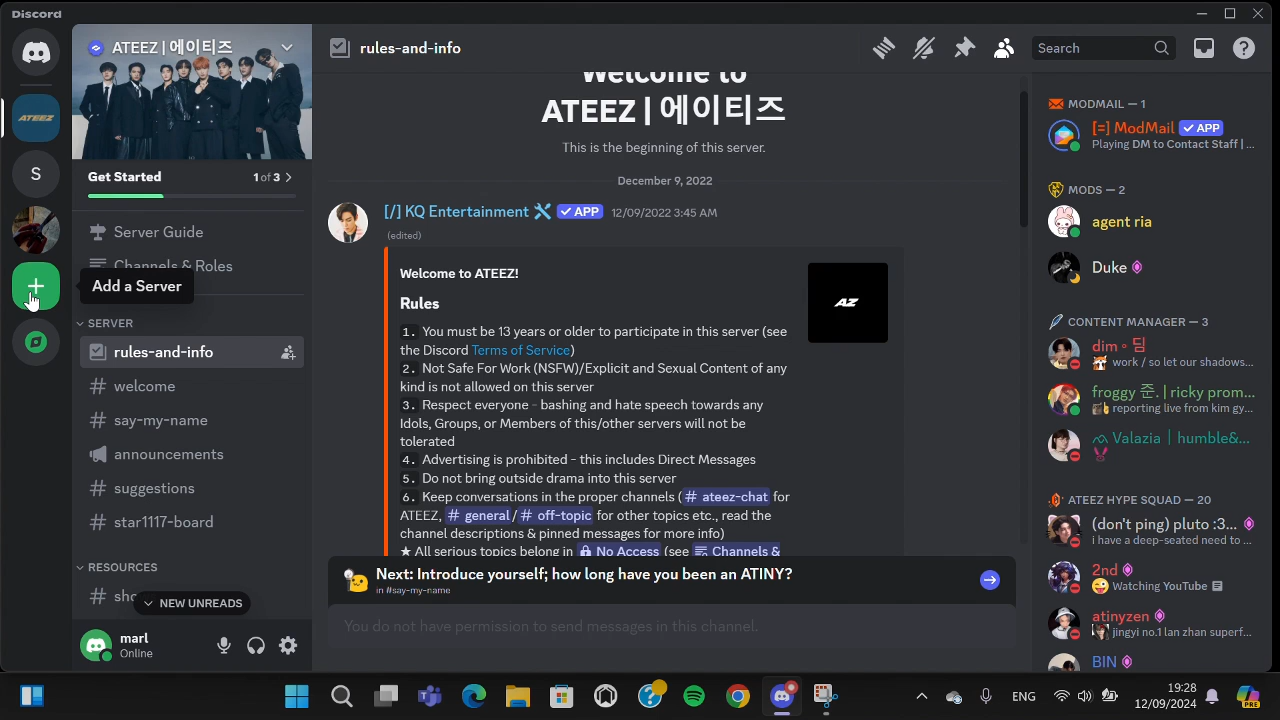 Discord
ATEEZ
S
Add a Server
ATEEZ | 에이티즈
Get Started 1 of 3
Server Guide
Channels & Roles
SERVER
rules-and-info
welcome
say-my-name
announcements
suggestions
star1117-board
RESOURCES
NEW UNREADS
marl
Online
rules-and-info
Search
Welcome to
ATEEZ | 에이티즈
This is the beginning of this server.
December 9, 2022
[/] KQ Entertainment APP 12/09/2022 3:45 AM
(edited)
Welcome to ATEEZ!
AZ
Rules
1. You must be 13 years or older to participate in this server (see
the Discord Terms of Service)
2. Not Safe For Work (NSFW)/Explicit and Sexual Content of any
kind is not allowed on this server
3. Respect everyone - bashing and hate speech towards any
Idols, Groups, or Members of this/other servers will not be
tolerated
4. Advertising is prohibited - this includes Direct Messages
5. Do not bring outside drama into this server
6. Keep conversations in the proper channels ( # ateez-chat for
ATEEZ, # general / # off-topic for other topics etc., read the
channel descriptions & pinned messages for more info)
★ All serious topics belong in No Access (see Channels &
Next: Introduce yourself; how long have you been an ATINY?
in #say-my-name
You do not have permission to send messages in this channel.
MODMAIL — 1
[=] ModMail APP
Playing DM to Contact Staff | ...
MODS — 2
agent ria
Duke
CONTENT MANAGER — 3
dim ∘ 딤
work / so let our shadows...
froggy 준. | ricky prom...
reporting live from kim gy...
Valazia | humble&...
ATEEZ HYPE SQUAD — 20
(don't ping) pluto :3...
i have a deep-seated need to ...
2nd
Watching YouTube
atinyzen
jingyi no.1 lan zhan superf...
BIN
ENG
19:28
12/09/2024
PRE